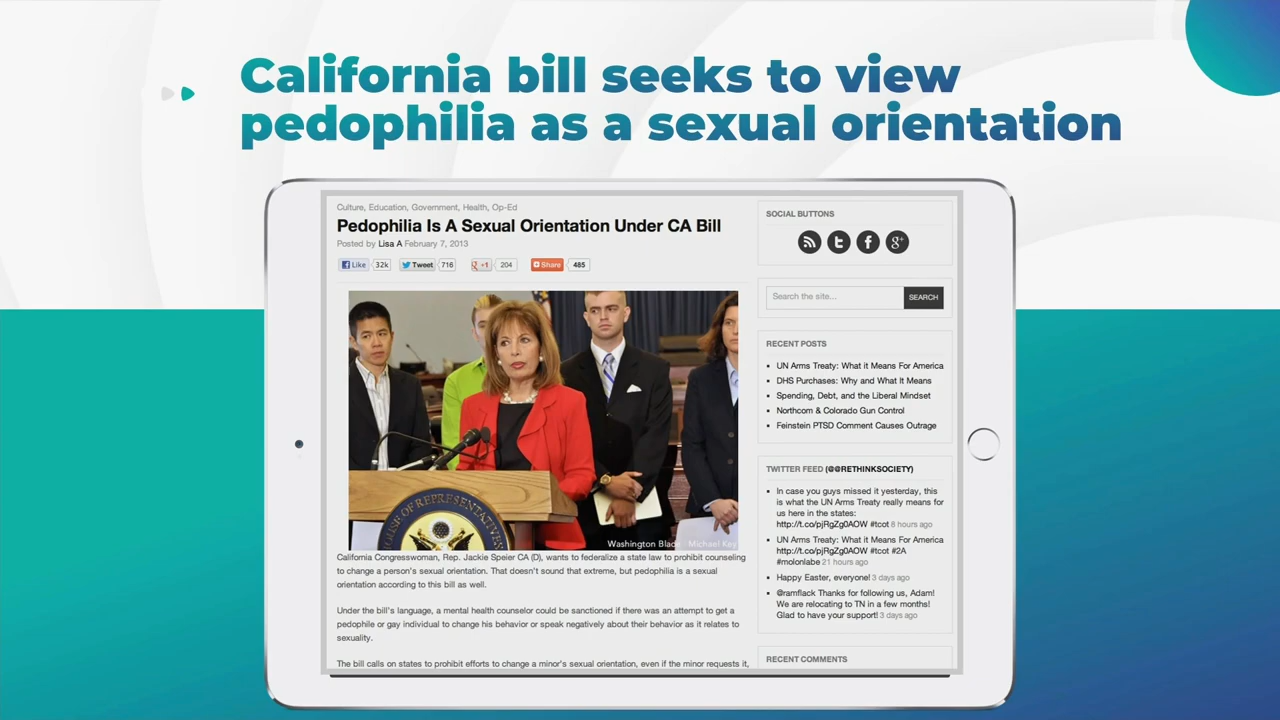 California bill seeks to view
pedophilia as a sexual orientation
Culture, Education, Government, Health, Op-Ed
Pedophilia Is A Sexual Orientation Under CA Bill
Posted by Lisa A February 7, 2013
Like 32k Tweet 716 +1 204 Share 485
Washington Blade Michael Key
HOUSE OF REPRESENTATIVES
California Congresswoman, Rep. Jackie Speier CA (D), wants to federalize a state law to prohibit counseling
to change a person's sexual orientation. That doesn't sound that extreme, but pedophilia is a sexual
orientation according to this bill as well.
Under the bill's language, a mental health counselor could be sanctioned if there was an attempt to get a
pedophile or gay individual to change his behavior or speak negatively about their behavior as it relates to
sexuality.
The bill calls on states to prohibit efforts to change a minor's sexual orientation, even if the minor requests it,
SOCIAL BUTTONS
Search the site...
SEARCH
RECENT POSTS
UN Arms Treaty: What it Means For America
DHS Purchases: Why and What It Means
Spending, Debt, and the Liberal Mindset
Northcom & Colorado Gun Control
Feinstein PTSD Comment Causes Outrage
TWITTER FEED (@@RETHINKSOCIETY)
In case you guys missed it yesterday, this
is what the UN Arms Treaty really means for
us here in the states:
http://t.co/pjRgZg0AOW #tcot 8 hours ago
UN Arms Treaty: What it Means For America
http://t.co/pjRgZg0AOW #tcot #2A
#molonlabe 21 hours ago
Happy Easter, everyone! 3 days ago
@ramflack Thanks for following us, Adam!
We are relocating to TN in a few months!
Glad to have your support! 3 days ago
RECENT COMMENTS